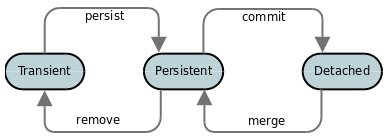 persist
commit
Transient
Persistent
Detached
remove
merge